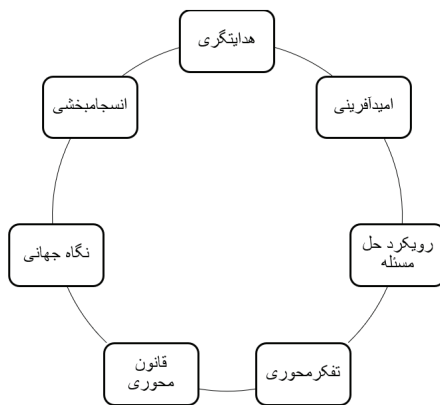 هدایتگری
امیدآفرینی
رویکرد حل
مسئله
تفکرمحوری
قانون
محوری
نگاه جهانی
انسجامبخشی